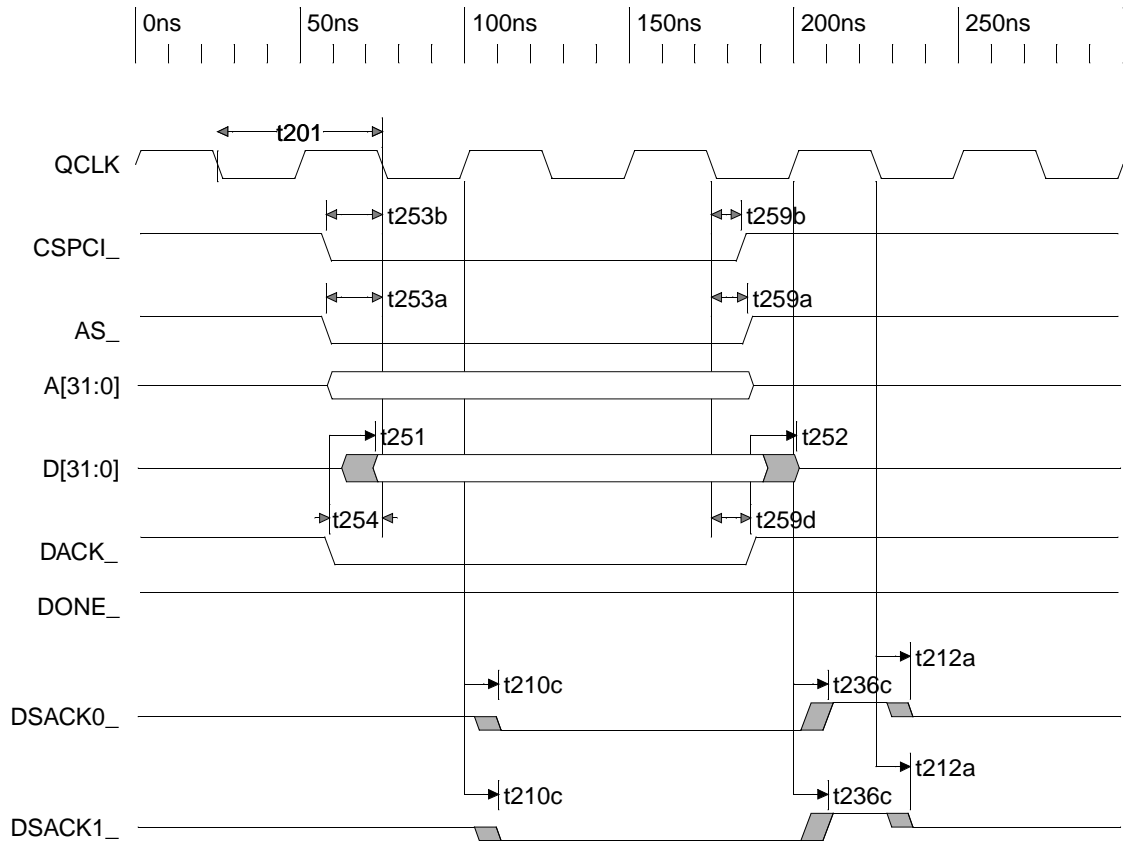 0ns 50ns 100ns 150ns 200ns 250ns
t201
QCLK
t253b t259b
CSPCI_
t253a t259a
AS_
A[31:0]
t251 t252
D[31:0]
t254 t259d
DACK_
DONE_
t212a
t210c t236c
DSACK0_
t212a
t210c t236c
DSACK1_